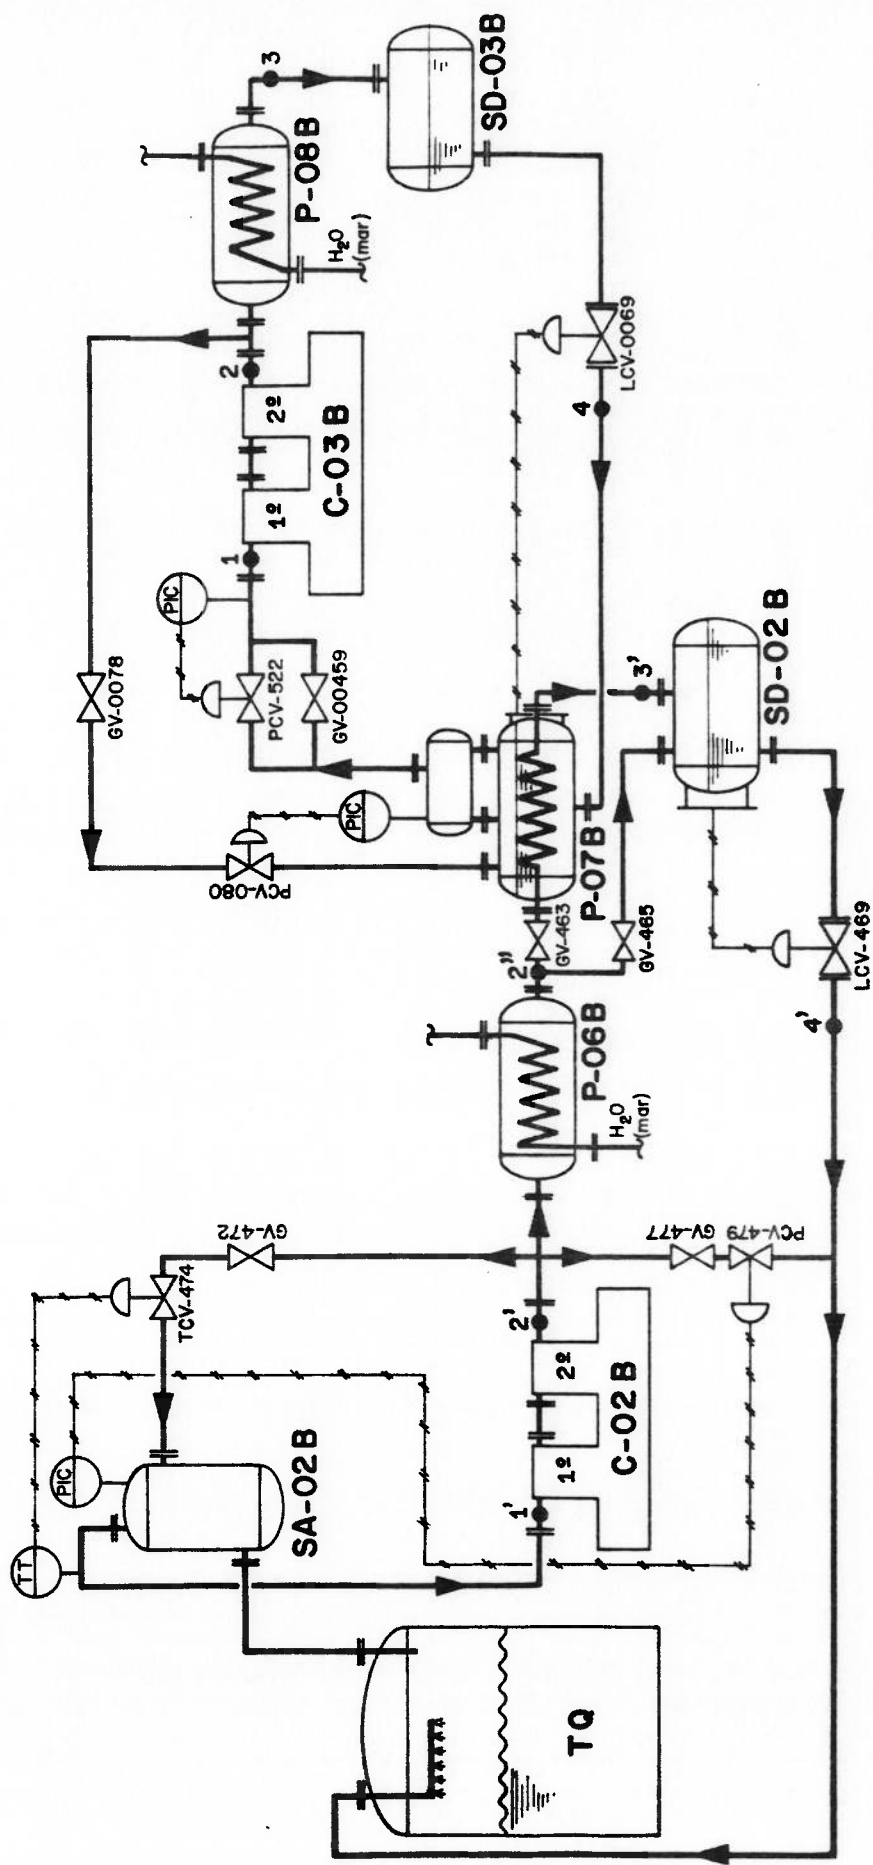 TT
PIC
SA-02B
TCV-474
GV-472
TQ
1'
1º
2º
C-02B
2'
GV-477
PCV-479
P-06B
H₂O
(mar)
2''
GV-463
GV-465
P-07B
PCV-080
PIC
GV-0078
PIC
PCV-522
GV-00459
1
1º
2º
C-03B
2
P-08B
H₂O
(mar)
3
SD-03B
LCV-0069
4
3'
SD-02B
LCV-469
4'